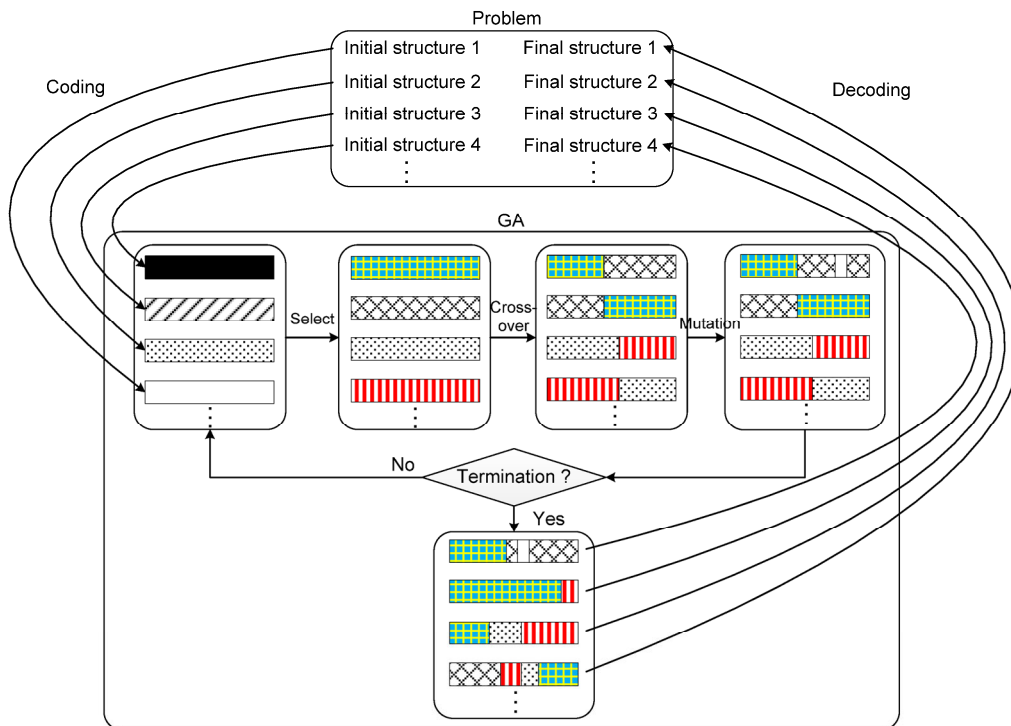 Problem
Initial structure 1
Final structure 1
Initial structure 2
Final structure 2
Initial structure 3
Final structure 3
Initial structure 4
Final structure 4
Coding
Decoding
GA
Select
Cross-
over
Mutation
No
Termination ?
Yes